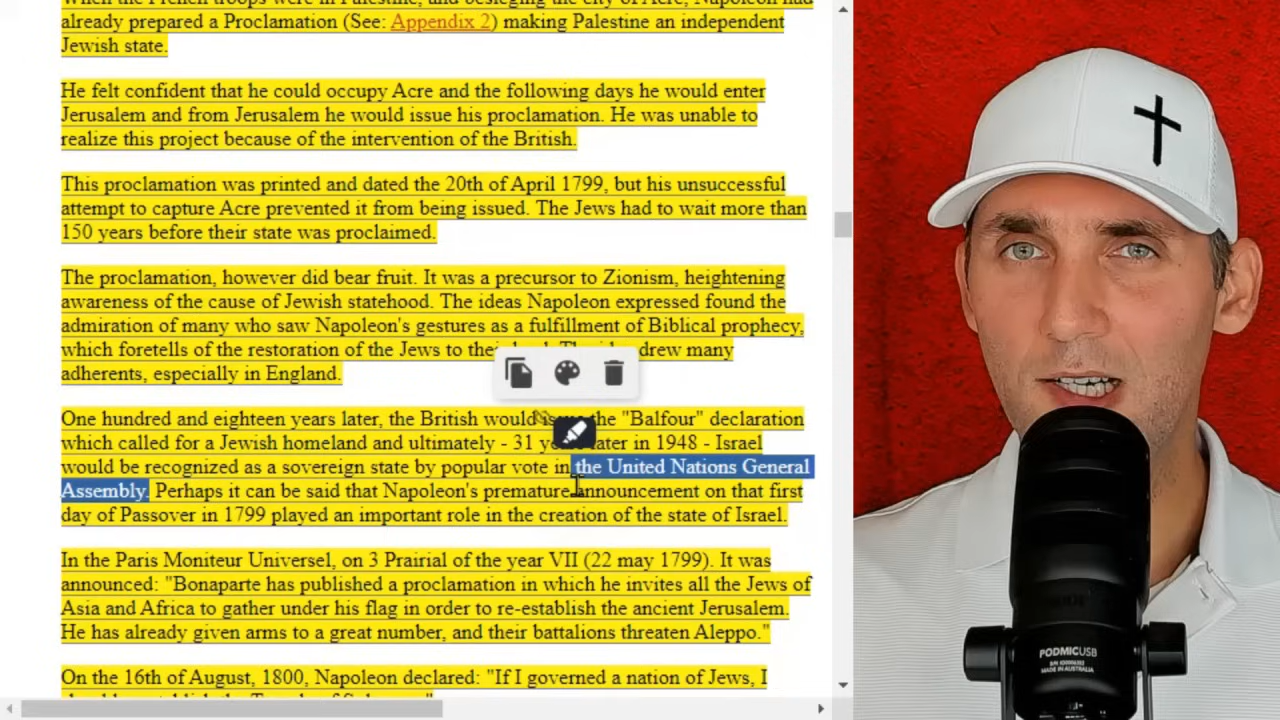 When the French troops were in Palestine, and besieging the city of Acre, Napoleon had
already prepared a Proclamation (See: Appendix 2) making Palestine an independent
Jewish state.
He felt confident that he could occupy Acre and the following days he would enter
Jerusalem and from Jerusalem he would issue his proclamation. He was unable to
realize this project because of the intervention of the British.
This proclamation was printed and dated the 20th of April 1799, but his unsuccessful
attempt to capture Acre prevented it from being issued. The Jews had to wait more than
150 years before their state was proclaimed.
The proclamation, however did bear fruit. It was a precursor to Zionism, heightening
awareness of the cause of Jewish statehood. The ideas Napoleon expressed found the
admiration of many who saw Napoleon's gestures as a fulfillment of Biblical prophecy,
which foretells of the restoration of the Jews to their drew many
adherents, especially in England.
One hundred and eighteen years later, the British would issue the "Balfour" declaration
which called for a Jewish homeland and ultimately - 31 later in 1948 - Israel
would be recognized as a sovereign state by popular vote in the United Nations General
Assembly. Perhaps it can be said that Napoleon's premature announcement on that first
day of Passover in 1799 played an important role in the creation of the state of Israel.
In the Paris Moniteur Universel, on 3 Prairial of the year VII (22 may 1799). It was
announced: "Bonaparte has published a proclamation in which he invites all the Jews of
Asia and Africa to gather under his flag in order to re-establish the ancient Jerusalem.
He has already given arms to a great number, and their battalions threaten Aleppo."
On the 16th of August, 1800, Napoleon declared: "If I governed a nation of Jews, I
PODMICUSB
MADE IN AUSTRALIA